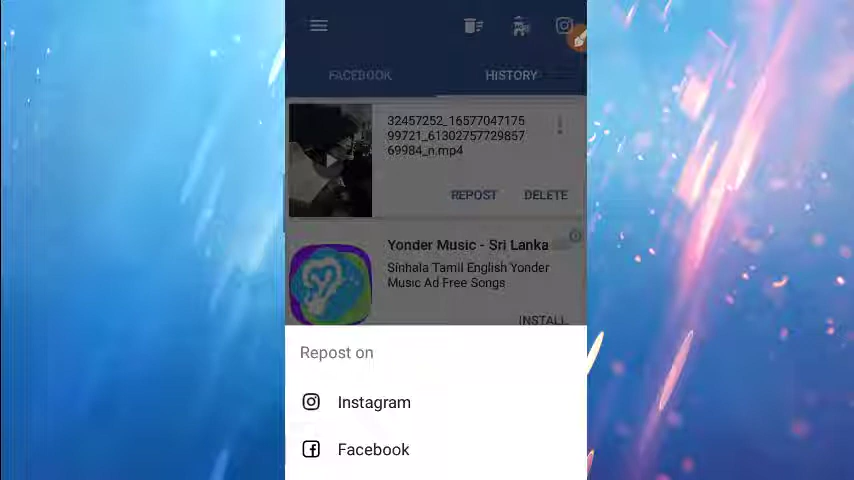 FACEBOOK
HISTORY
32457252_16577047175
99721_61302757729857
69984_n.mp4
REPOST
DELETE
Yonder Music - Sri Lanka
Sinhala Tamil English Yonder
Music Ad Free Songs
INSTALL
Repost on
Instagram
Facebook